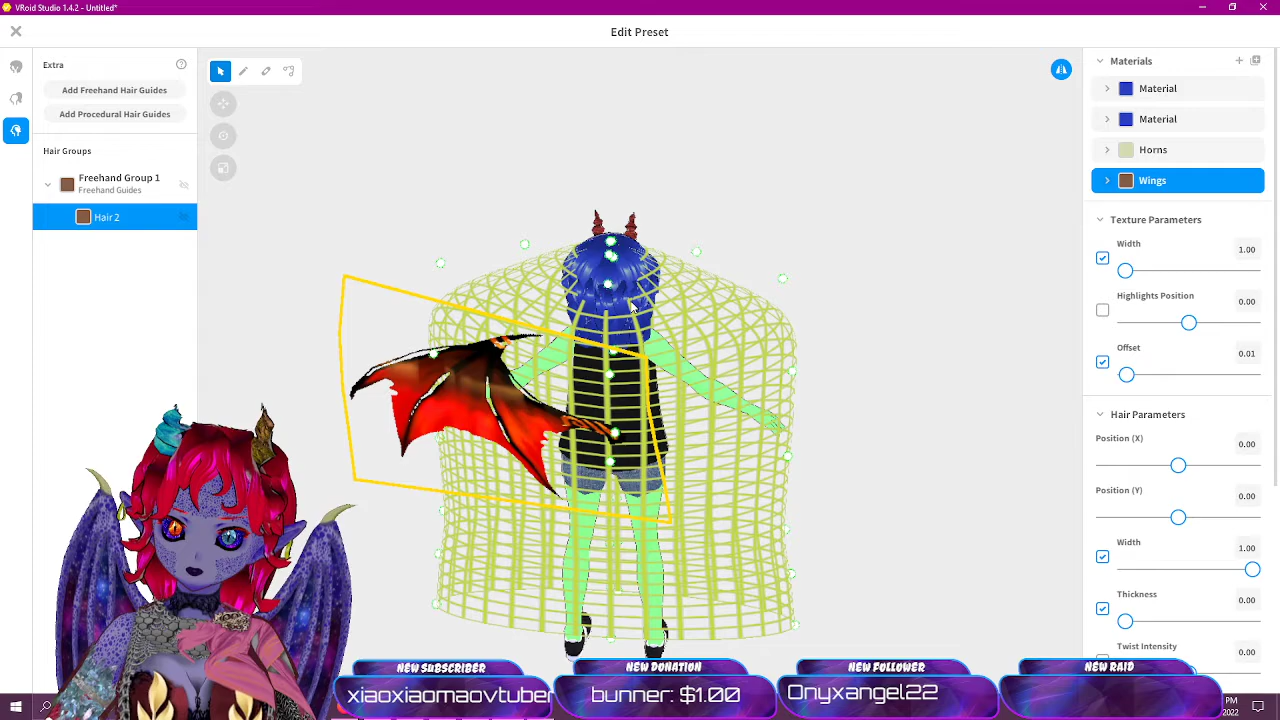 VRoid Studio 1.4.2 - Untitled*
Edit Preset
Extra
Add Freehand Hair Guides
Add Procedural Hair Guides
Hair Groups
Freehand Group 1
Freehand Guides
Hair 2
Materials
Material
Material
Horns
Wings
Texture Parameters
Width
1.00
Highlights Position
0.00
Offset
0.01
Hair Parameters
Position (X)
0.00
Position (Y)
0.00
Width
1.00
Thickness
0.00
Twist Intensity
0.00
NEW SUBSCRIBER
xiaoxiaomaovtuber
NEW DONATION
bunner: $1.00
NEW FOLLOWER
Onyxangel22
NEW RAID
PM